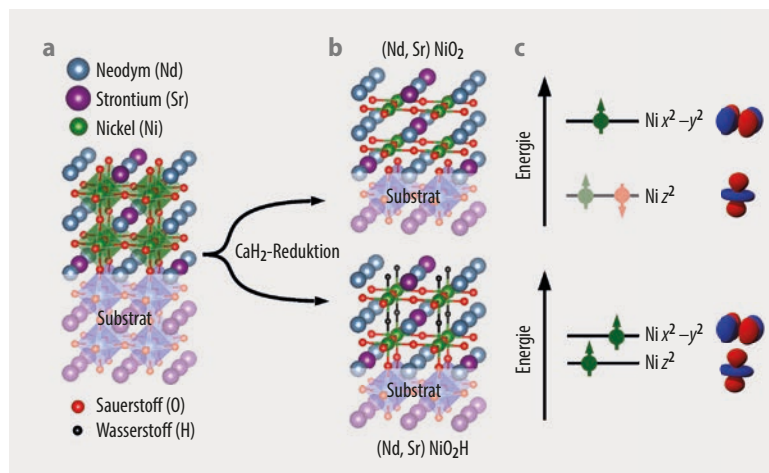 a
Neodym (Nd)
Strontium (Sr)
Nickel (Ni)
Substrat
Sauerstoff (O)
Wasserstoff (H)
CaH₂-Reduktion
b
(Nd, Sr) NiO₂
Substrat
Substrat
(Nd, Sr) NiO₂H
c
Energie
Ni x² – y²
Ni z²
Energie
Ni x² – y²
Ni z²